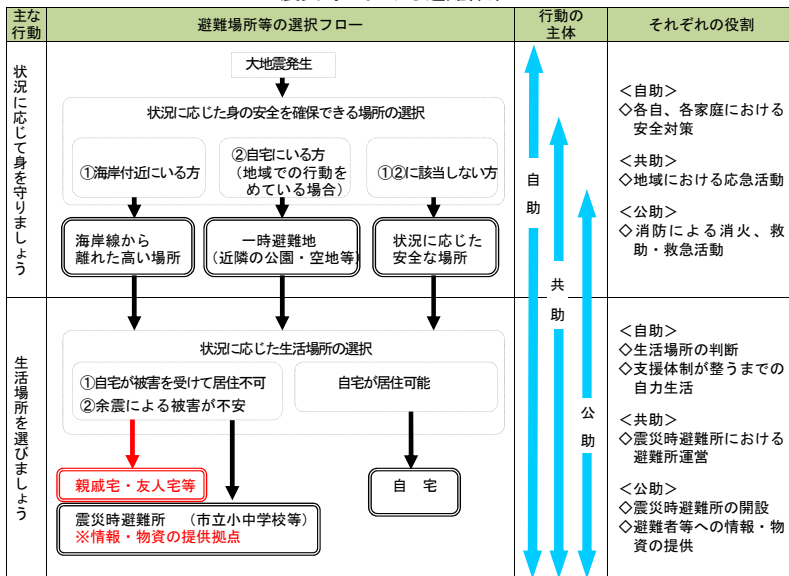 主な
行動
避難場所等の選択フロー
行動の
主体
それぞれの役割
状況に応じて身を守りましょう
大地震発生
状況に応じた身の安全を確保できる場所の選択
①海岸付近にいる方
②自宅にいる方
(地域での行動を
めている場合)
①②に該当しない方
海岸線から
離れた高い場所
一時避難地
(近隣の公園・空地等)
状況に応じた
安全な場所
自助
共助
公助
＜自助＞
◇各自、各家庭における
安全対策
＜共助＞
◇地域における応急活動
＜公助＞
◇消防による消火、救
助・救急活動
生活場所を選びましょう
状況に応じた生活場所の選択
①自宅が被害を受けて居住不可
②余震による被害が不安
自宅が居住可能
親戚宅・友人宅等
自 宅
震災時避難所 (市立小中学校等)
※情報・物資の提供拠点
＜自助＞
◇生活場所の判断
◇支援体制が整うまでの
自力生活
＜共助＞
◇震災時避難所における
避難所運営
＜公助＞
◇震災時避難所の開設
◇避難者等への情報・物
資の提供